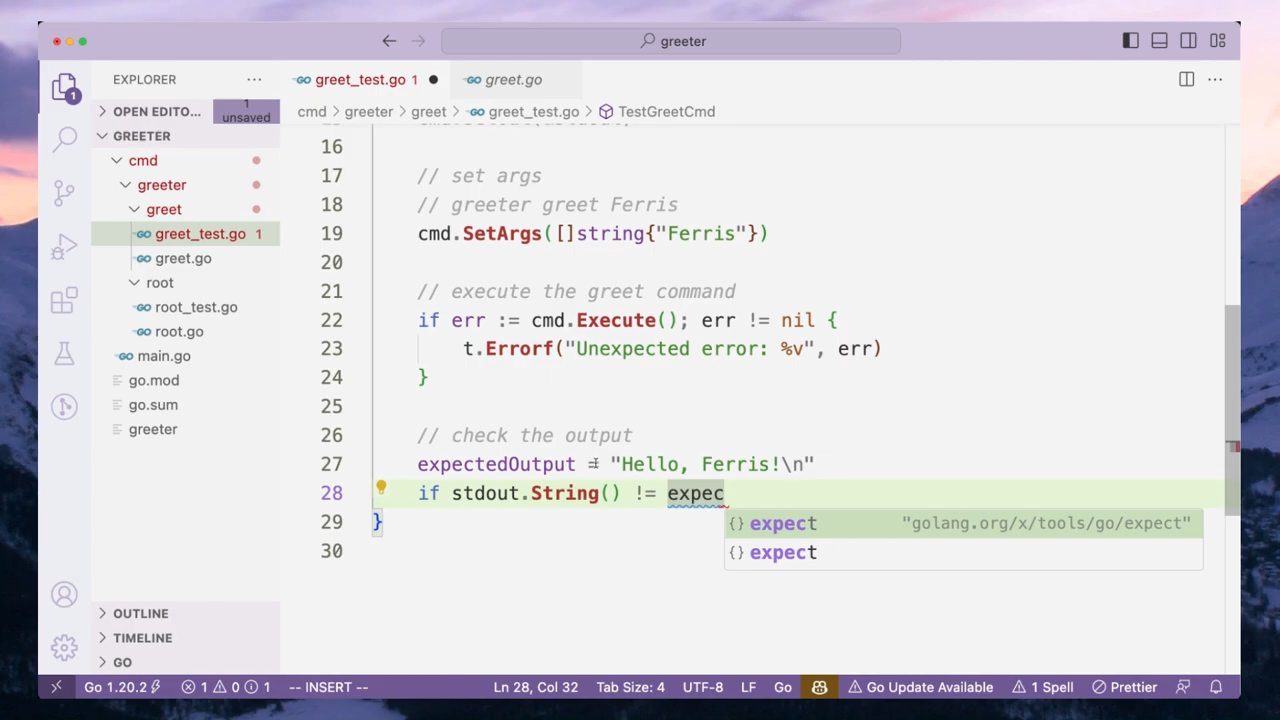 greeter
EXPLORER
greet_test.go 1
greet.go
OPEN EDITO...
1 unsaved
cmd > greeter > greet > greet_test.go > TestGreetCmd
GREETER
cmd
greeter
greet
greet_test.go 1
greet.go
root
root_test.go
root.go
main.go
go.mod
go.sum
greeter
OUTLINE
TIMELINE
GO
16
17 // set args
18 // greeter greet Ferris
19 cmd.SetArgs([]string{"Ferris"})
20
21 // execute the greet command
22 if err := cmd.Execute(); err != nil {
23 t.Errorf("Unexpected error: %v", err)
24 }
25
26 // check the output
27 expectedOutput = "Hello, Ferris!\n"
28 if stdout.String() != expec
29 }
30
{} expect "golang.org/x/tools/go/expect"
{} expect
1
Go 1.20.2 1 0 1 -- INSERT -- Ln 28, Col 32 Tab Size: 4 UTF-8 LF Go Go Update Available 1 Spell Prettier